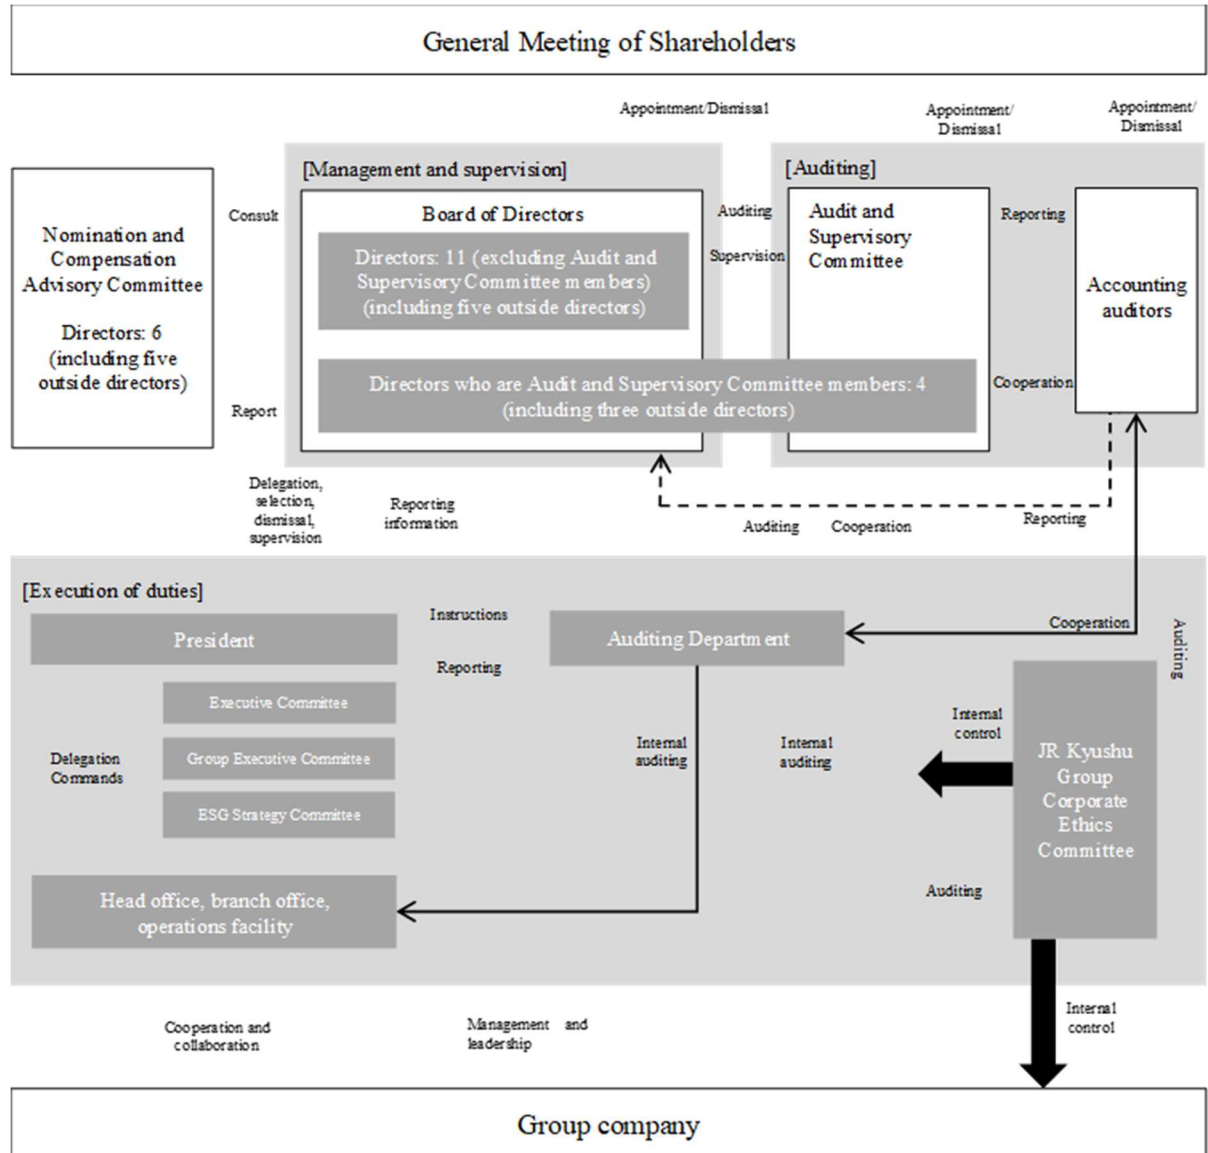 General Meeting of Shareholders
Appointment/Dismissal
Appointment/
Dismissal
Appointment/
Dismissal
Nomination and
Compensation
Advisory Committee
Directors: 6
(including five
outside directors)
Consult
Report
[Management and supervision]
Board of Directors
Directors: 11 (excluding Audit and
Supervisory Committee members)
(including five outside directors)
Directors who are Audit and Supervisory Committee members: 4
(including three outside directors)
Auditing
Supervision
[Auditing]
Audit and
Supervisory
Committee
Reporting
Cooperation
Accounting
auditors
Delegation,
selection,
dismissal,
supervision
Reporting
information
Auditing
Cooperation
Reporting
[Execution of duties]
President
Instructions
Reporting
Auditing Department
Cooperation
Auditing
Executive Committee
Group Executive Committee
ESG Strategy Committee
Delegation
Commands
Internal
auditing
Internal
auditing
Internal
control
JR Kyushu
Group
Corporate
Ethics
Committee
Auditing
Head office, branch office,
operations facility
Cooperation and
collaboration
Management and
leadership
Internal
control
Group company